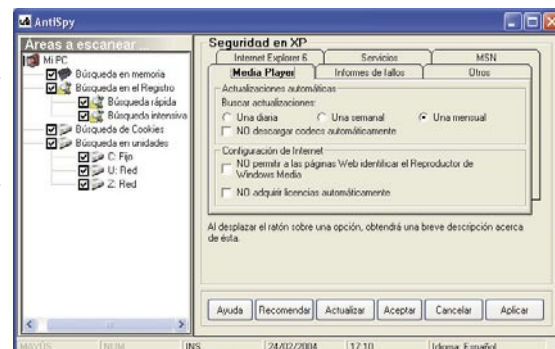 AntiSpy
Áreas a escanear...
Mi PC
Búsqueda en memoria
Búsqueda en el Registro
Búsqueda rápida
Búsqueda intensiva
Búsqueda de Cookies
Búsqueda en unidades
C: Fijo
U: Red
Z: Red
Seguridad en XP
Internet Explorer 6
Servicios
MSN
Media Player
Informes de fallos
Otros
Actualizaciones automáticas
Buscar actualizaciones:
Una diaria
Una semanal
Una mensual
NO descargar codecs automáticamente
Configuración de Internet
NO permitir a las páginas Web identificar el Reproductor de
Windows Media
NO adquirir licencias automáticamente
Al desplazar el ratón sobre una opción, obtendrá una breve descripción acerca
de ésta.
Ayuda
Recomendar
Actualizar
Aceptar
Cancelar
Aplicar
MAYÚS
NUM
INS
24/02/2004
17:10
Idioma: Español